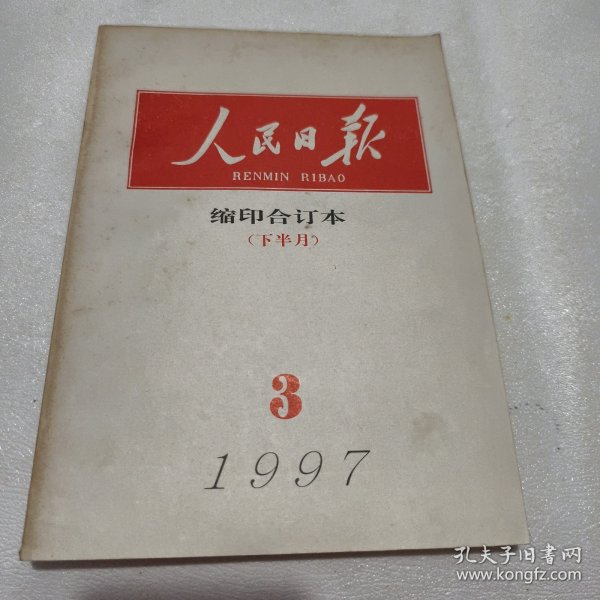 人民日报
RENMIN RIBAO
缩印合订本
(下半月)
3
1997
孔夫子旧书网
www.kongfz.com